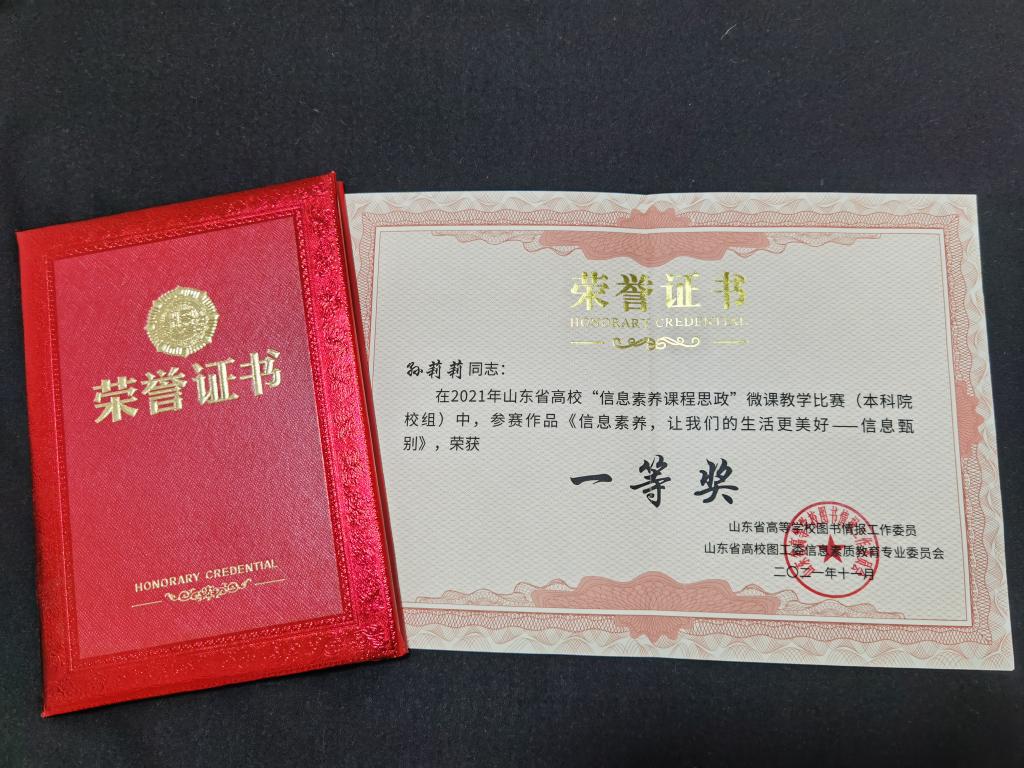 荣誉证书
HONORARY CREDENTIAL
荣誉证书
HONORARY CREDENTIAL
孙莉莉同志：
在2021年山东省高校“信息素养课程思政”微课教学比赛（本科院
校组）中，参赛作品《信息素养，让我们的生活更美好——信息甄
别》，荣获
一等奖
山东省高等学校图书情报工作委员
山东省高校图工委信息素质教育专业委员会
二〇二一年十一月